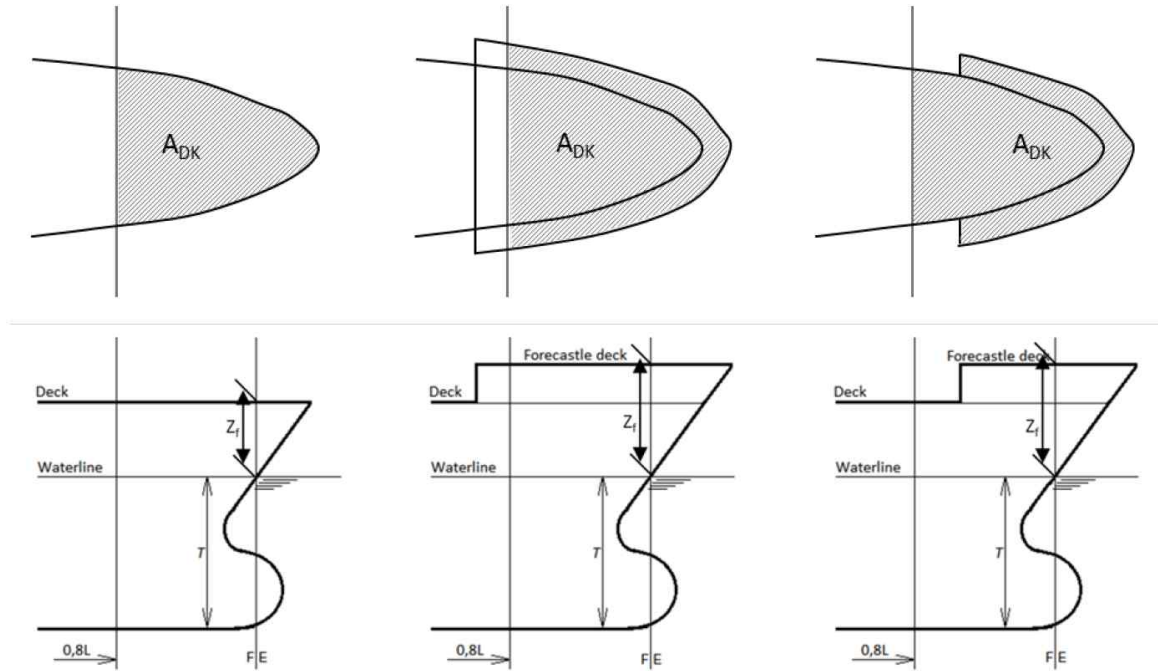 A_DK
A_DK
A_DK
Deck
Z_f
Waterline
T
0,8L
F E
Forecastle deck
Deck
Z_f
Waterline
T
0,8L
F E
Forecastle deck
Deck
Z_f
Waterline
T
0,8L
F E